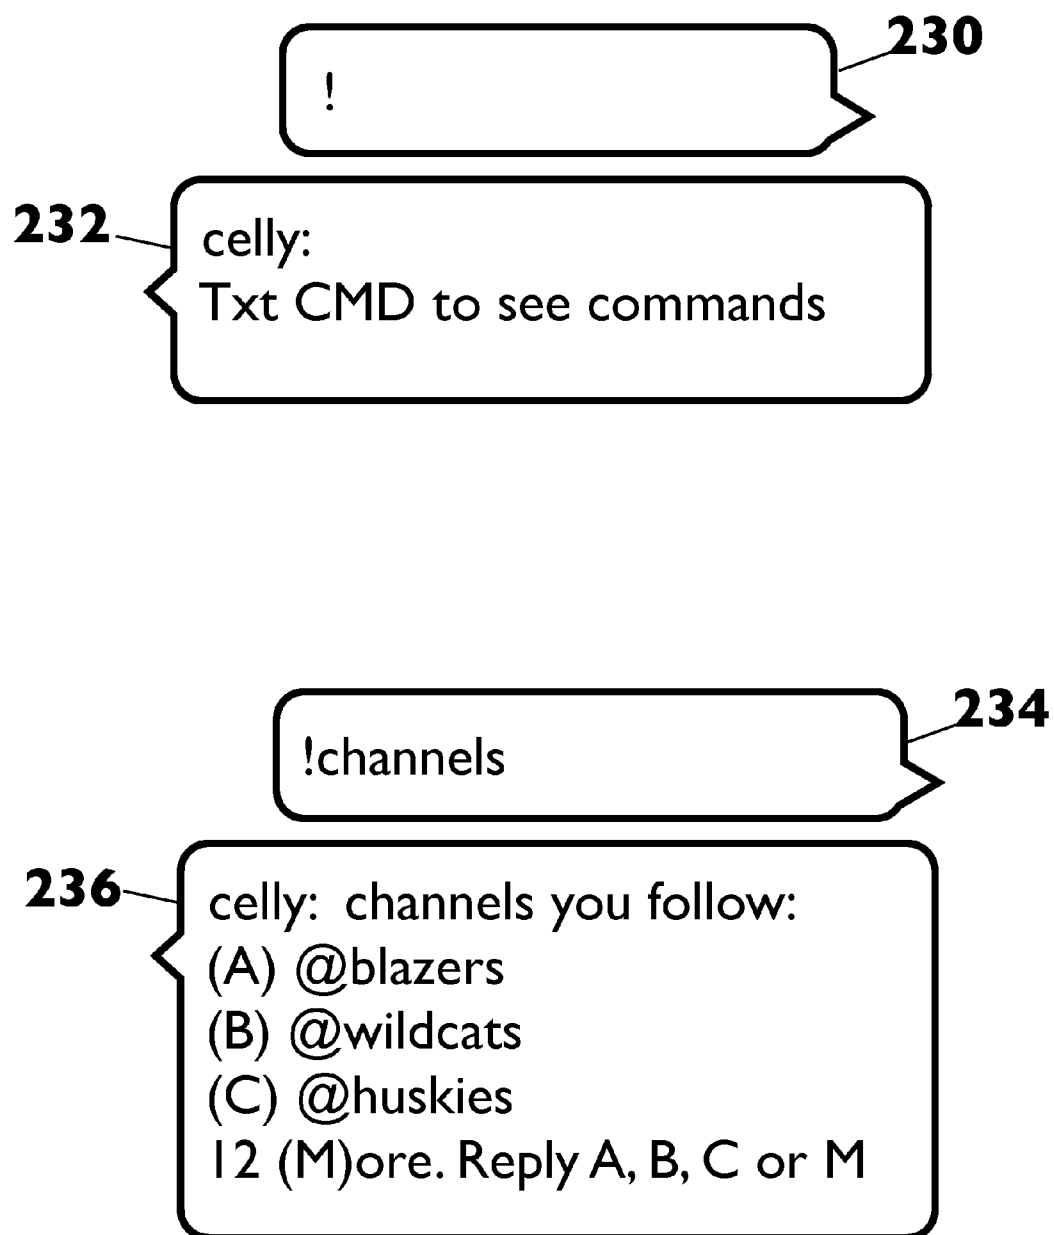 230
!
232
celly:
Txt CMD to see commands
234
!channels
236
celly: channels you follow:
(A) @blazers
(B) @wildcats
(C) @huskies
12 (M)ore. Reply A, B, C or M